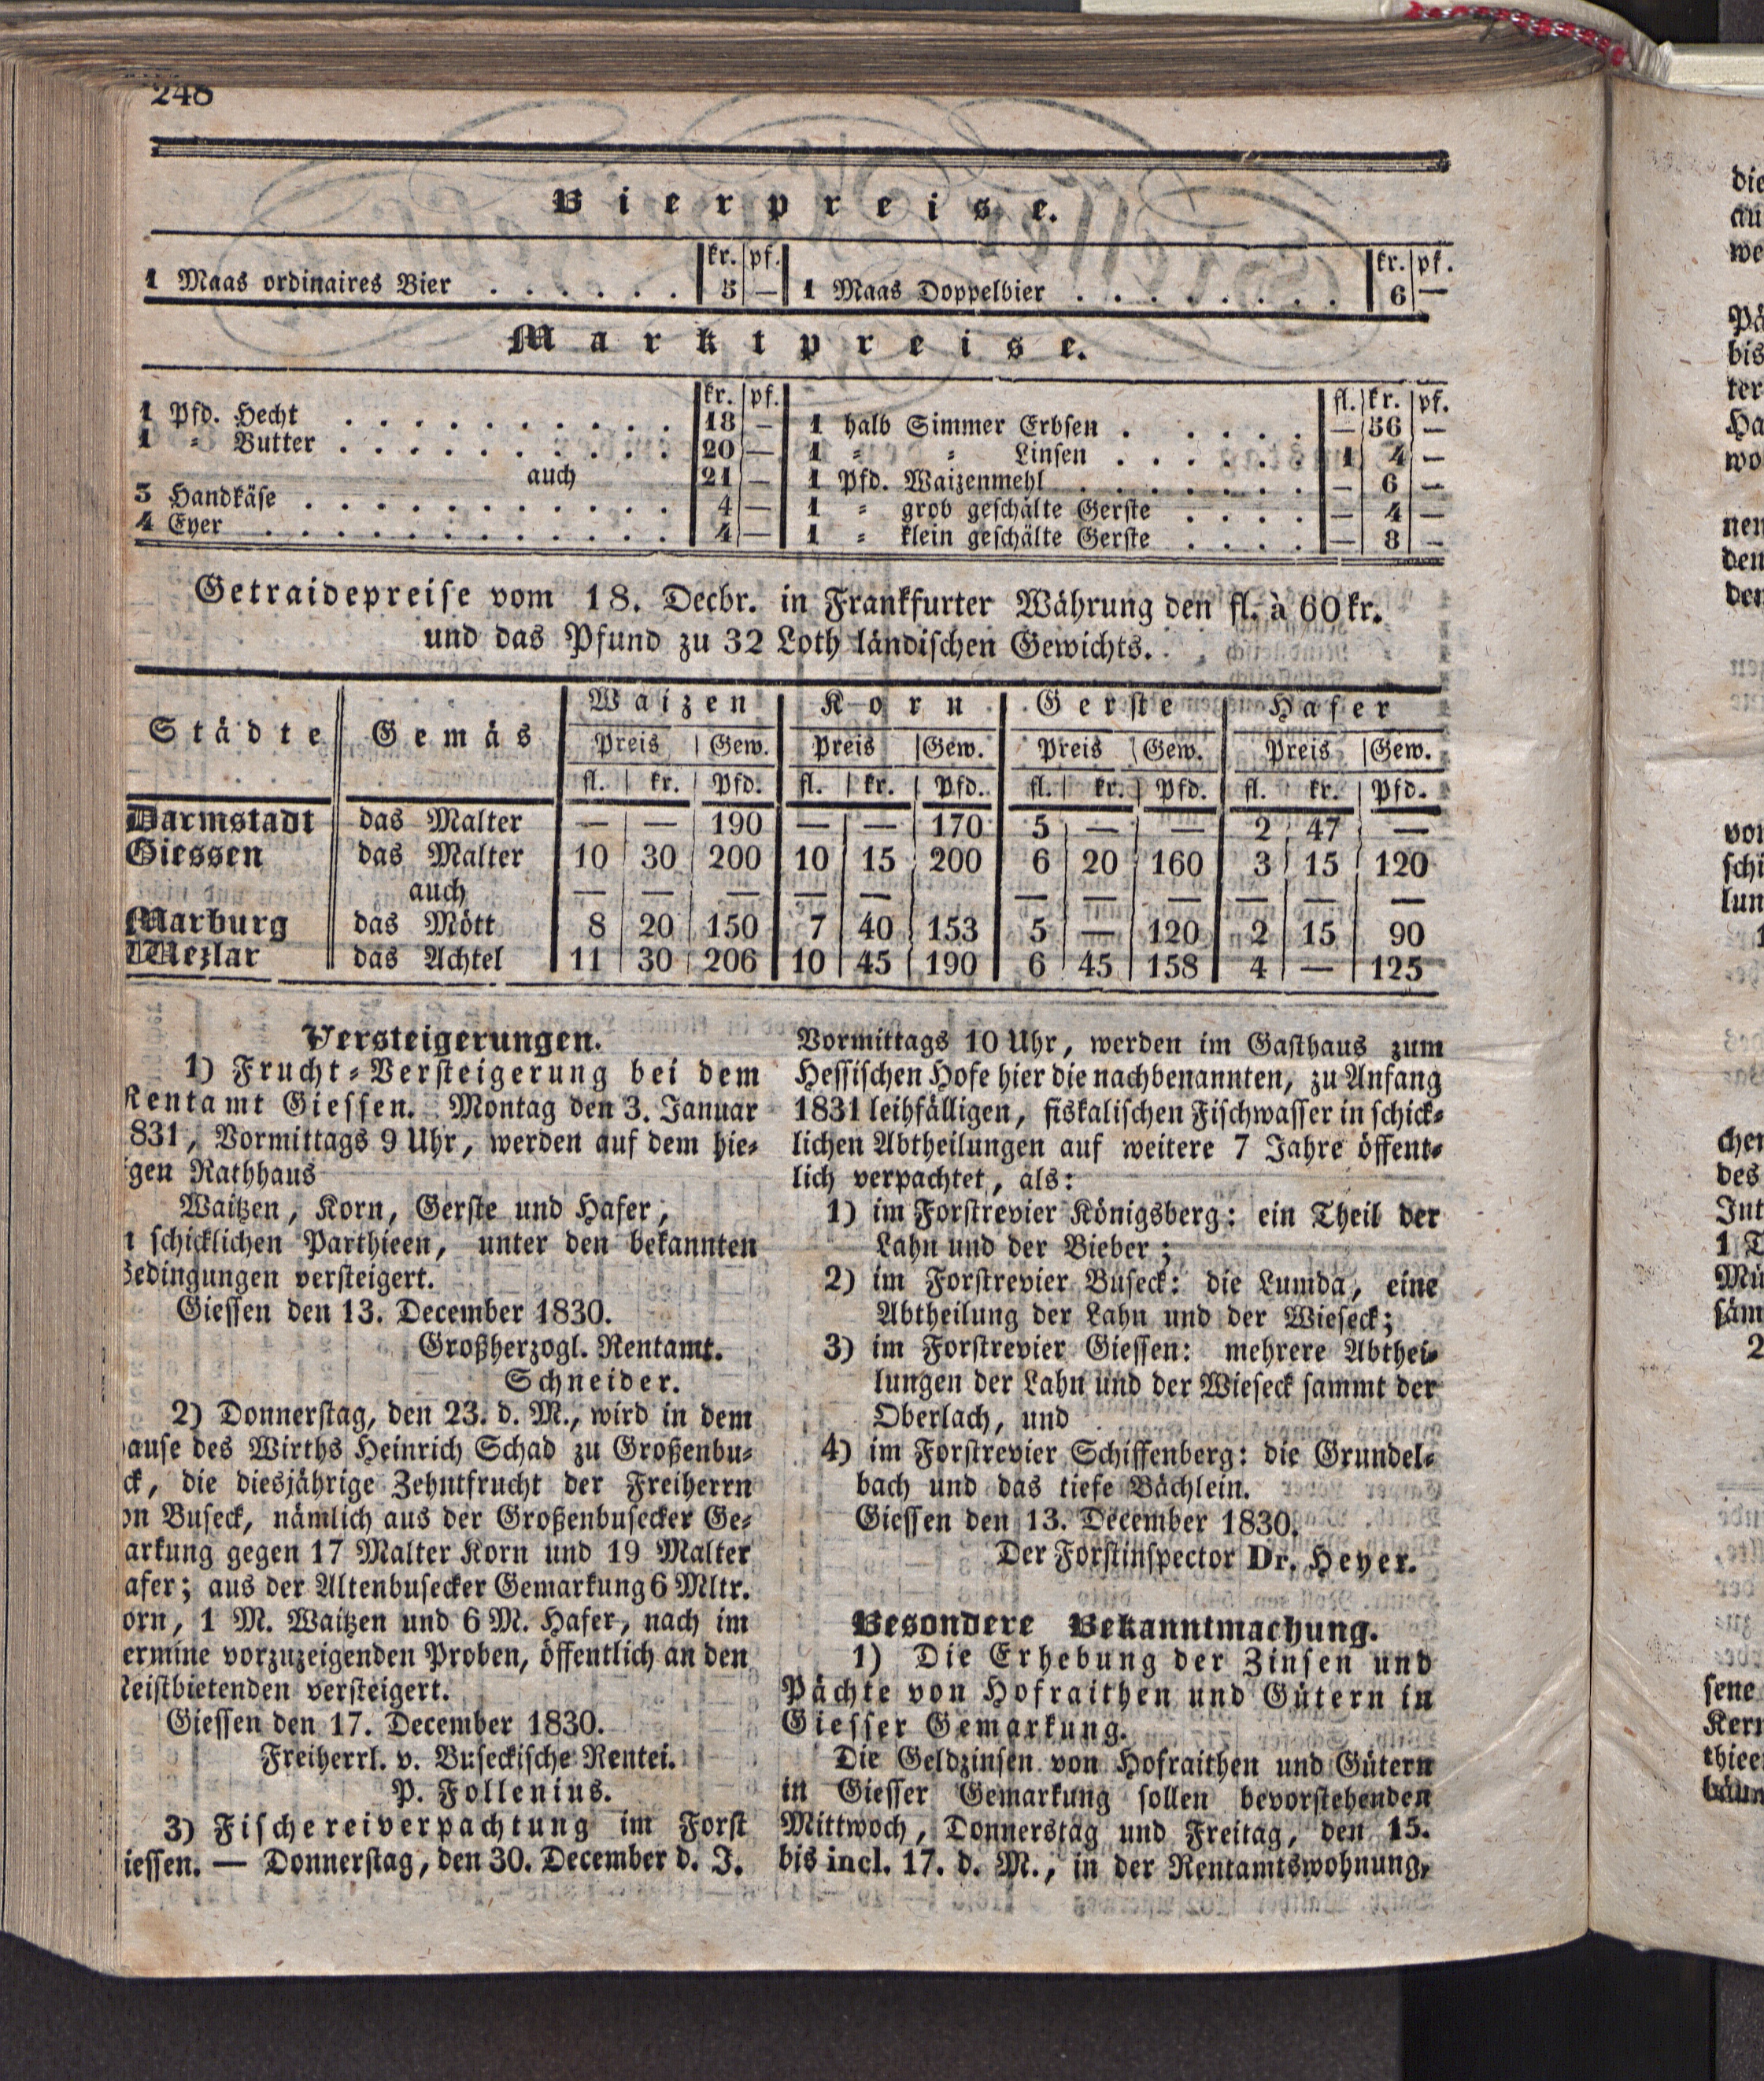 248
Bierpreise.
kr. pf. kr. pf.
1 Maas ordinaires Bier . . . . . . 5 — 1 Maas Doppelbier . . . . . . . . 6 —
Marktpreise.
kr. pf. fl. kr. pf.
1 Pfd. Hecht . . . . . . . . . . 18 — 1 halb Simmer Erbsen . . . . . — 56 —
1 = Butter . . . . . . . . . . 20 — 1 = = Linsen . . . . . . 1 4 —
auch 21 — 1 Pfd. Waizenmehl . . . . . . . — 6 —
3 Handkäse . . . . . . . . . . . 4 — 1 = grob geschälte Gerste . . . . — 4 —
4 Eyer . . . . . . . . . . . . . 4 — 1 = klein geschälte Gerste . . . . — 8 —
Getraidepreise vom 18. Decbr. in Frankfurter Währung den fl. à 60 kr.
und das Pfund zu 32 Loth ländischen Gewichts.
Städte Gemäs Waizen Korn Gerste Hafer
Preis Gew. Preis Gew. Preis Gew. Preis Gew.
fl. kr. Pfd. fl. kr. Pfd. fl. kr. Pfd. fl. kr. Pfd.
Darmstadt das Malter — — 190 — — 170 5 — — 2 47 —
Giessen das Malter 10 30 200 10 15 200 6 20 160 3 15 120
auch — — — — — — — — — — —
Marburg das Mött 8 20 150 7 40 153 5 — 120 2 15 90
Wezlar das Achtel 11 30 206 10 45 190 6 45 158 4 — 125
Versteigerungen.
1) Frucht=Versteigerung bei dem
Rentamt Giessen. Montag den 3. Januar
831, Vormittags 9 Uhr, werden auf dem hie=
gen Rathhaus
Waitzen, Korn, Gerste und Hafer,
schicklichen Parthieen, unter den bekannten
Bedingungen versteigert.
Giessen den 13. December 1830.
Großherzogl. Rentamt.
Schneider.
2) Donnerstag, den 23. d. M., wird in dem
ause des Wirths Heinrich Schad zu Großenbu=
ck, die diesjährige Zehntfrucht der Freiherrn
on Buseck, nämlich aus der Großenbusecker Ge=
arkung gegen 17 Malter Korn und 19 Malter
afer; aus der Altenbusecker Gemarkung 6 Mltr.
orn, 1 M. Waitzen und 6 M. Hafer, nach im
ermine vorzuzeigenden Proben, öffentlich an den
Meistbietenden versteigert.
Giessen den 17. December 1830.
Freiherrl. v. Buseckische Rentei.
P. Follenius.
3) Fischereiverpachtung im Forst
iessen. — Donnerstag, den 30. December d. J.
Vormittags 10 Uhr, werden im Gasthaus zum
Hessischen Hofe hier die nachbenannten, zu Anfang
1831 leihfälligen, fiskalischen Fischwasser in schick=
lichen Abtheilungen auf weitere 7 Jahre öffent=
lich verpachtet, als:
1) im Forstrevier Königsberg: ein Theil der
Lahn und der Bieber;
2) im Forstrevier Buseck: die Lumda, eine
Abtheilung der Lahn und der Wieseck;
3) im Forstrevier Giessen: mehrere Abthei=
lungen der Lahn und der Wieseck sammt der
Oberlach, und
4) im Forstrevier Schiffenberg: die Grundel=
bach und das tiefe Bächlein.
Giessen den 13. December 1830.
Der Forstinspector Dr. Heyer.
Besondere Bekanntmachung.
1) Die Erhebung der Zinsen und
Pächte von Hofraithen und Gütern in
Giesser Gemarkung.
Die Geldzinsen von Hofraithen und Gütern
in Giesser Gemarkung sollen bevorstehenden
Mittwoch, Donnerstag und Freitag, den 15.
bis incl. 17. d. M., in der Rentamtswohnung,